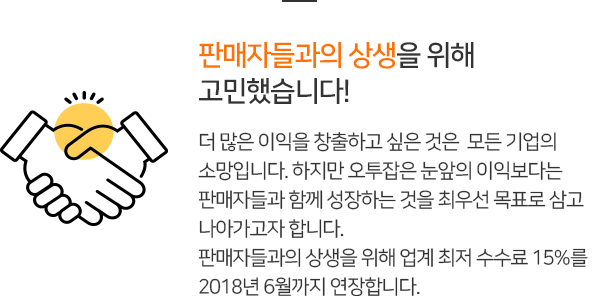 판매자들과의 상생을 위해
고민했습니다!
더 많은 이익을 창출하고 싶은 것은 모든 기업의
소망입니다. 하지만 오투잡은 눈앞의 이익보다는
판매자들과 함께 성장하는 것을 최우선 목표로 삼고
나아가고자 합니다.
판매자들과의 상생을 위해 업계 최저 수수료 15%를
2018년 6월까지 연장합니다.